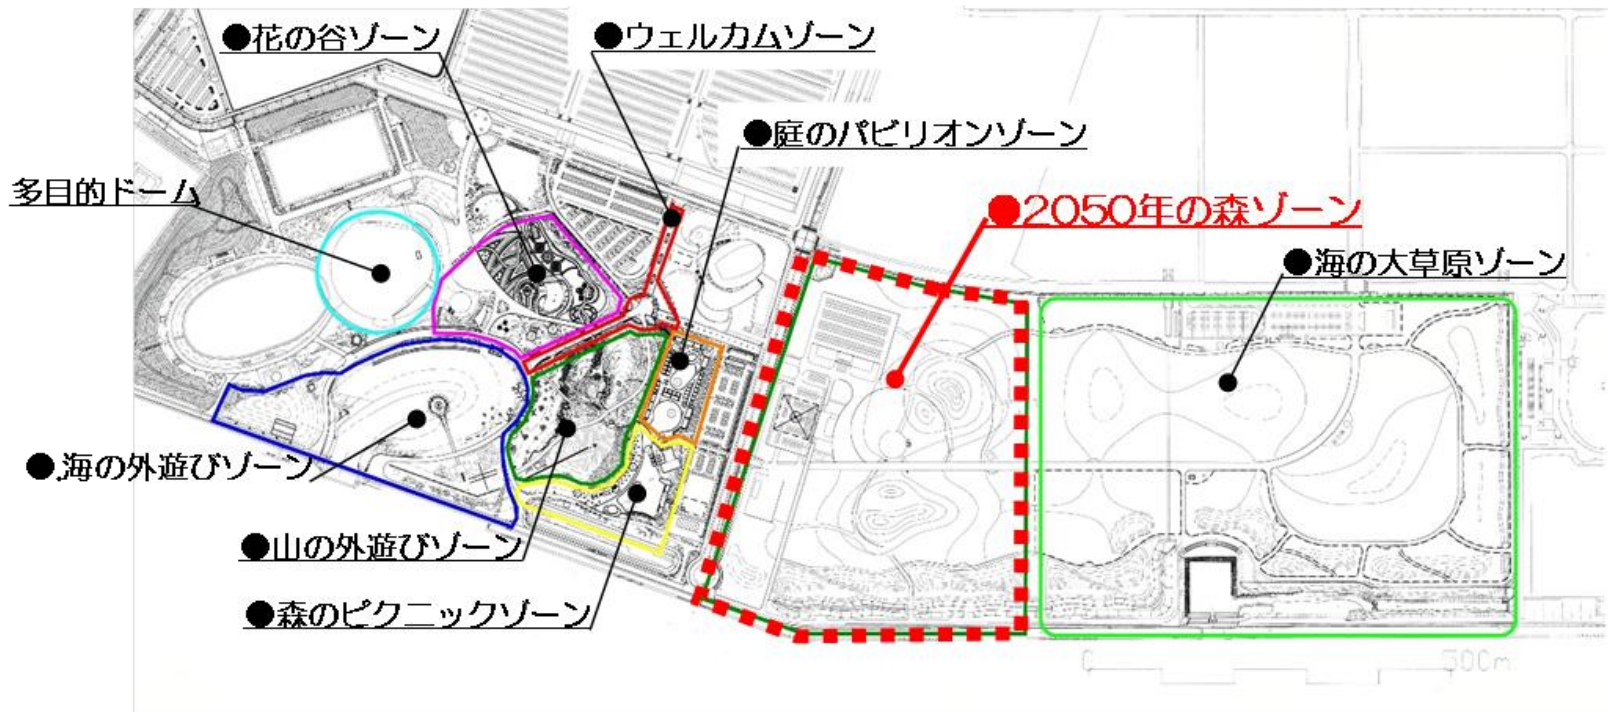 ●花の谷ゾーン
●ウェルカムゾーン
●庭のパビリオンゾーン
多目的ドーム
●2050年の森ゾーン
●海の大草原ゾーン
●海の外遊びゾーン
●山の外遊びゾーン
●森のピクニックゾーン
0
500m